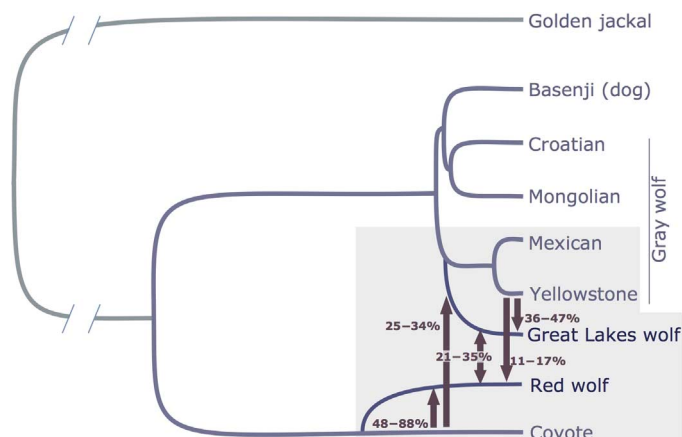 Golden jackal
Basenji (dog)
Croatian
Mongolian
Gray wolf
Mexican
Yellowstone
36–47%
25–34%
Great Lakes wolf
21–35%
11–17%
Red wolf
48–88%
Coyote